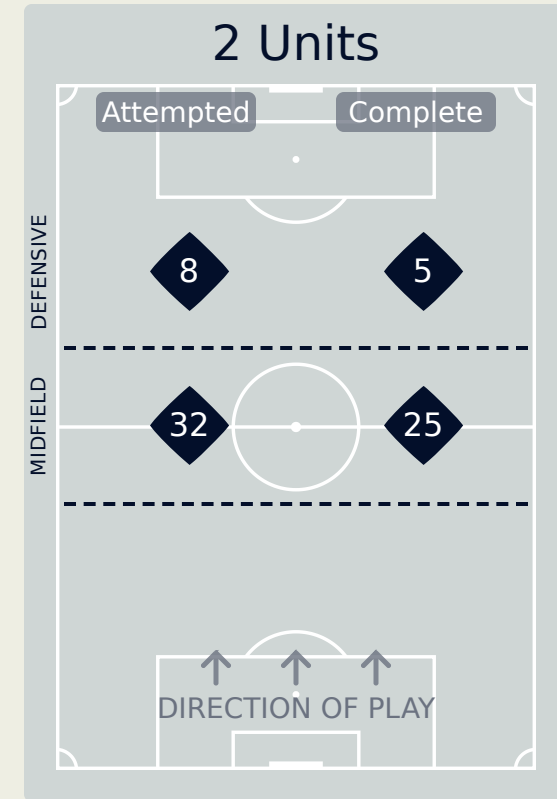 2 Units
Attempted
Complete
DEFENSIVE
8
5
MIDFIELD
32
25
DIRECTION OF PLAY